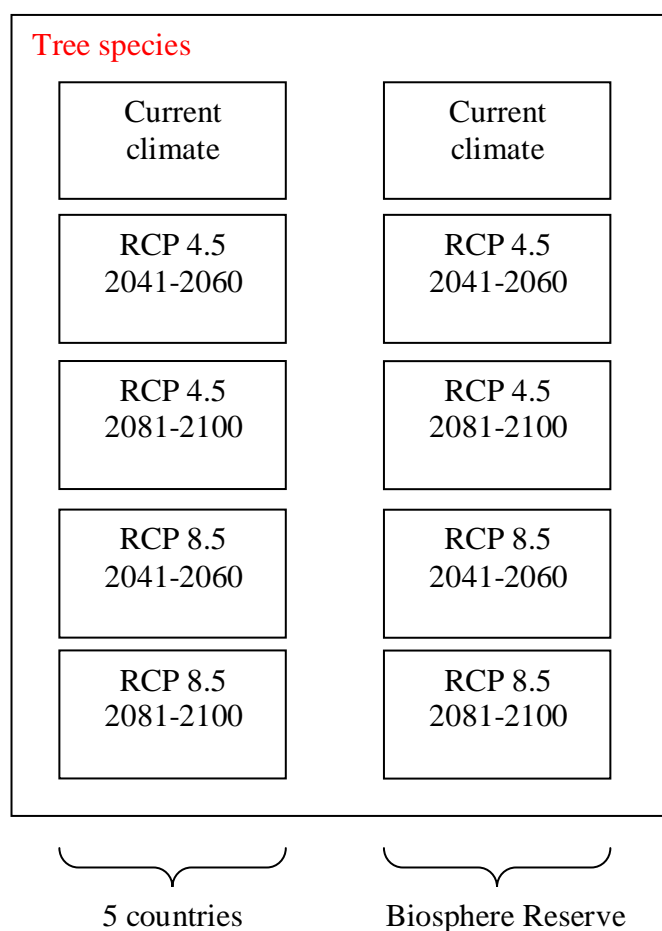 Tree species
Current
climate
RCP 4.5
2041-2060
RCP 4.5
2081-2100
RCP 8.5
2041-2060
RCP 8.5
2081-2100
5 countries
Current
climate
RCP 4.5
2041-2060
RCP 4.5
2081-2100
RCP 8.5
2041-2060
RCP 8.5
2081-2100
Biosphere Reserve